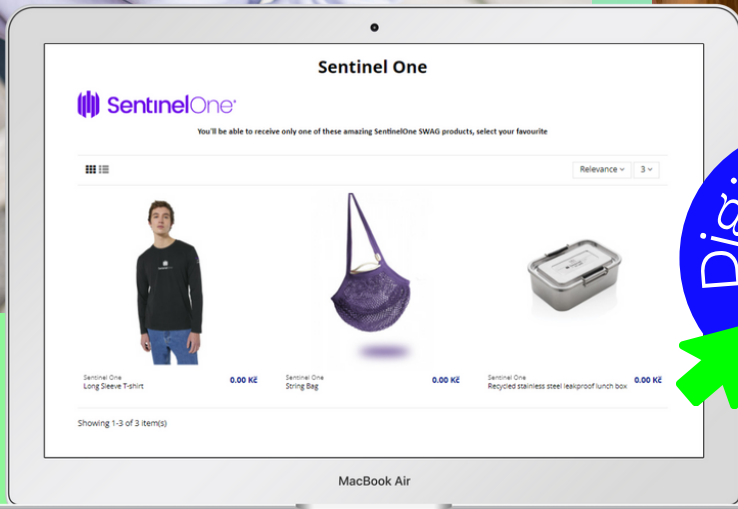 Sentinel One
SentinelOne
You'll be able to receive only one of these amazing SentinelOne SWAG products, select your favourite
Relevance
3
Sentinel One
Long Sleeve T-shirt
0.00 Kč
Sentinel One
String Bag
0.00 Kč
Sentinel One
Recycled stainless steel leakproof lunch box
0.00 Kč
Showing 1-3 of 3 item(s)
MacBook Air